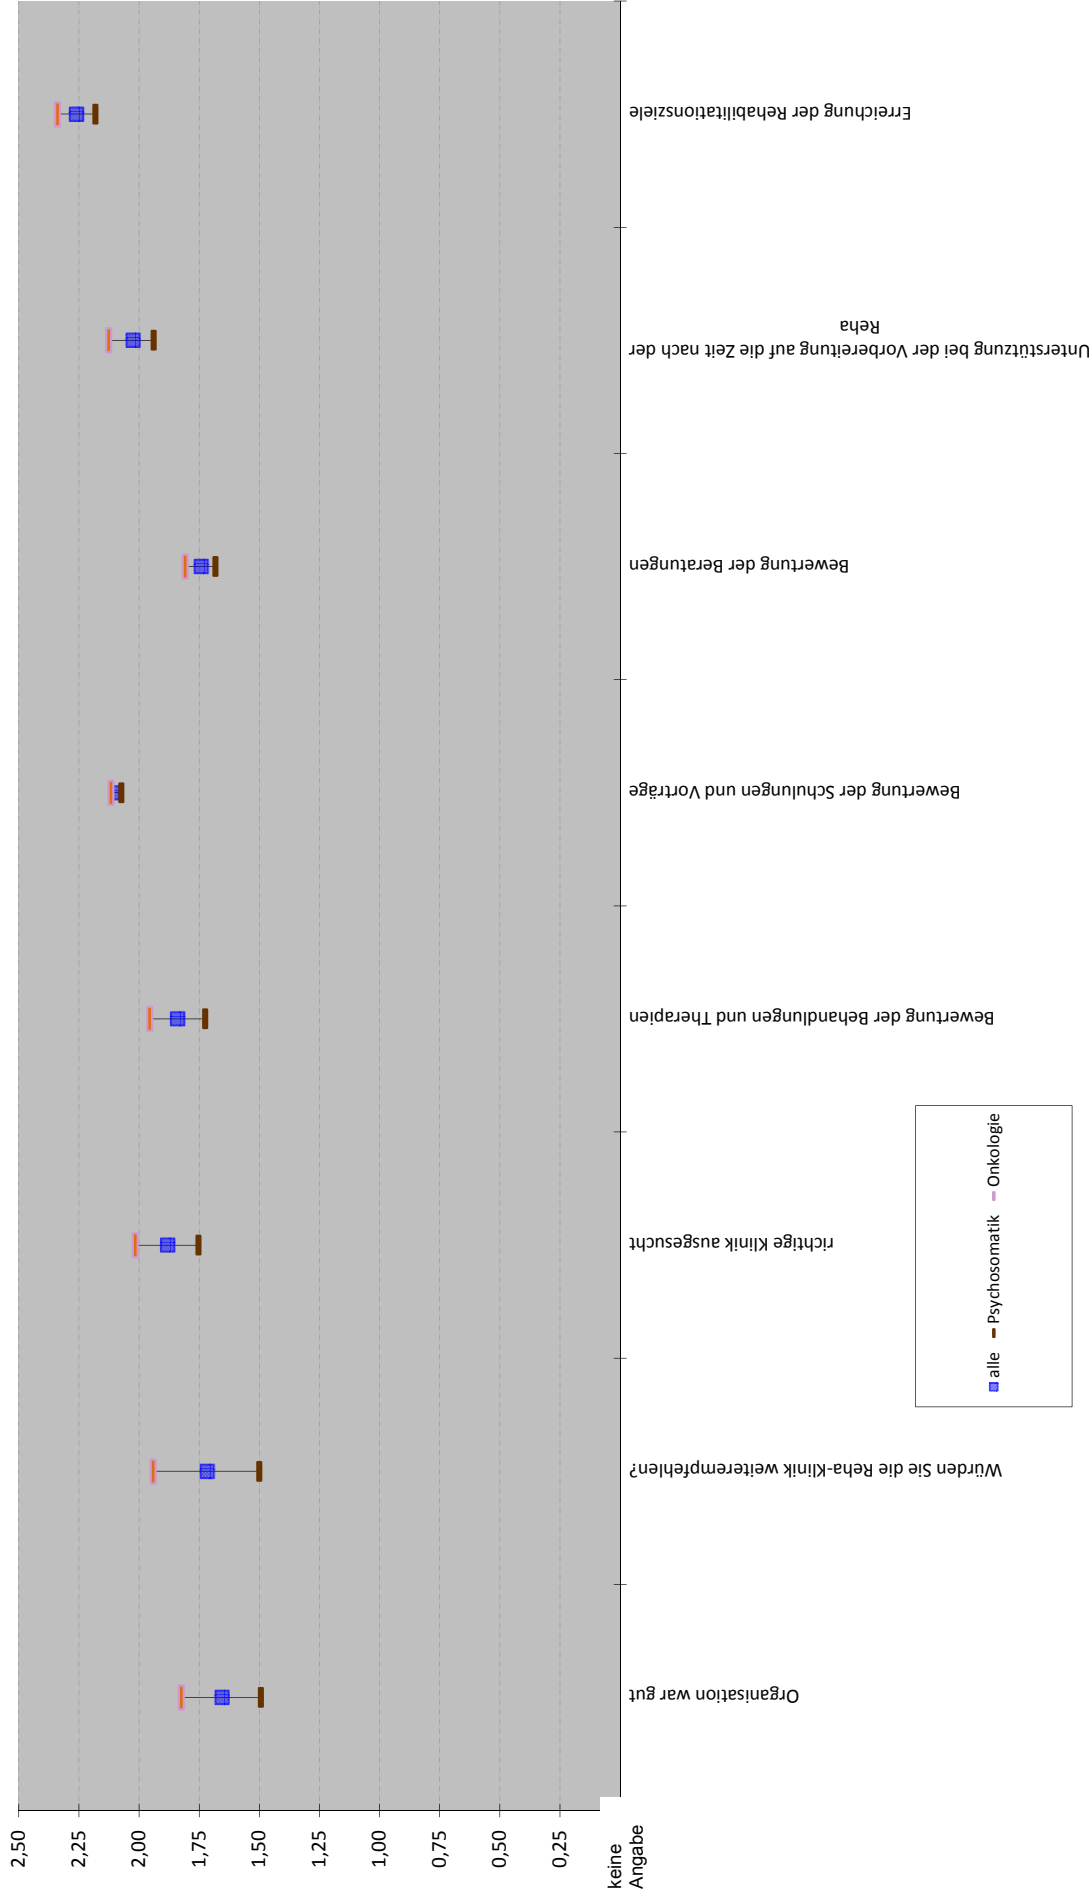 2,50
2,25
2,00
1,75
1,50
1,25
1,00
0,75
0,50
0,25
keine
Angabe
Organisation war gut
Würden Sie die Reha-Klinik weiterempfehlen?
richtige Klinik ausgesucht
Bewertung der Behandlungen und Therapien
Bewertung der Schulungen und Vorträge
Bewertung der Beratungen
Unterstützung bei der Vorbereitung auf die Zeit nach der
Reha
Erreichung der Rehabilitationsziele
alle Psychosomatik Onkologie